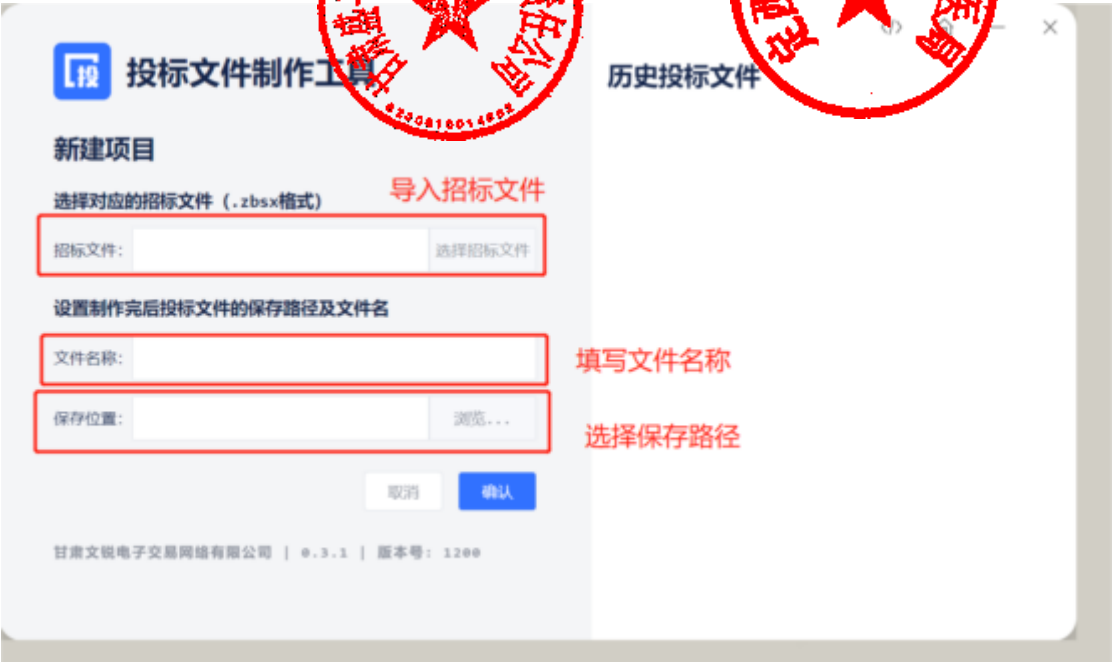 投标文件制作工具
历史投标文件
新建项目
选择对应的招标文件（.zbsx格式）
导入招标文件
招标文件:
选择招标文件
设置制作完后投标文件的保存路径及文件名
文件名称:
填写文件名称
保存位置:
浏览...
选择保存路径
取消
确认
甘肃文锐电子交易网络有限公司 | 0.3.1 | 版本号: 1200